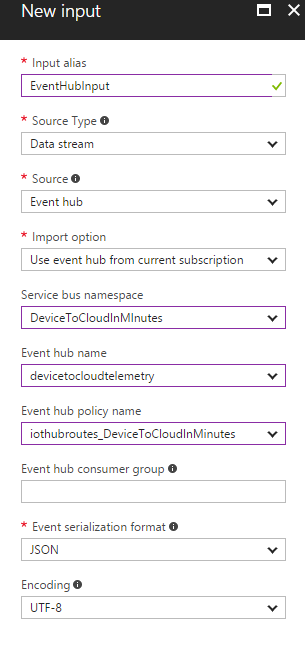 New input
* Input alias
EventHubInput
* Source Type
Data stream
* Source
Event hub
* Import option
Use event hub from current subscription
Service bus namespace
DeviceToCloudInMInutes
Event hub name
devicetocloudtelemetry
Event hub policy name
iothubroutes_DeviceToCloudInMinutes
Event hub consumer group
* Event serialization format
JSON
Encoding
UTF-8